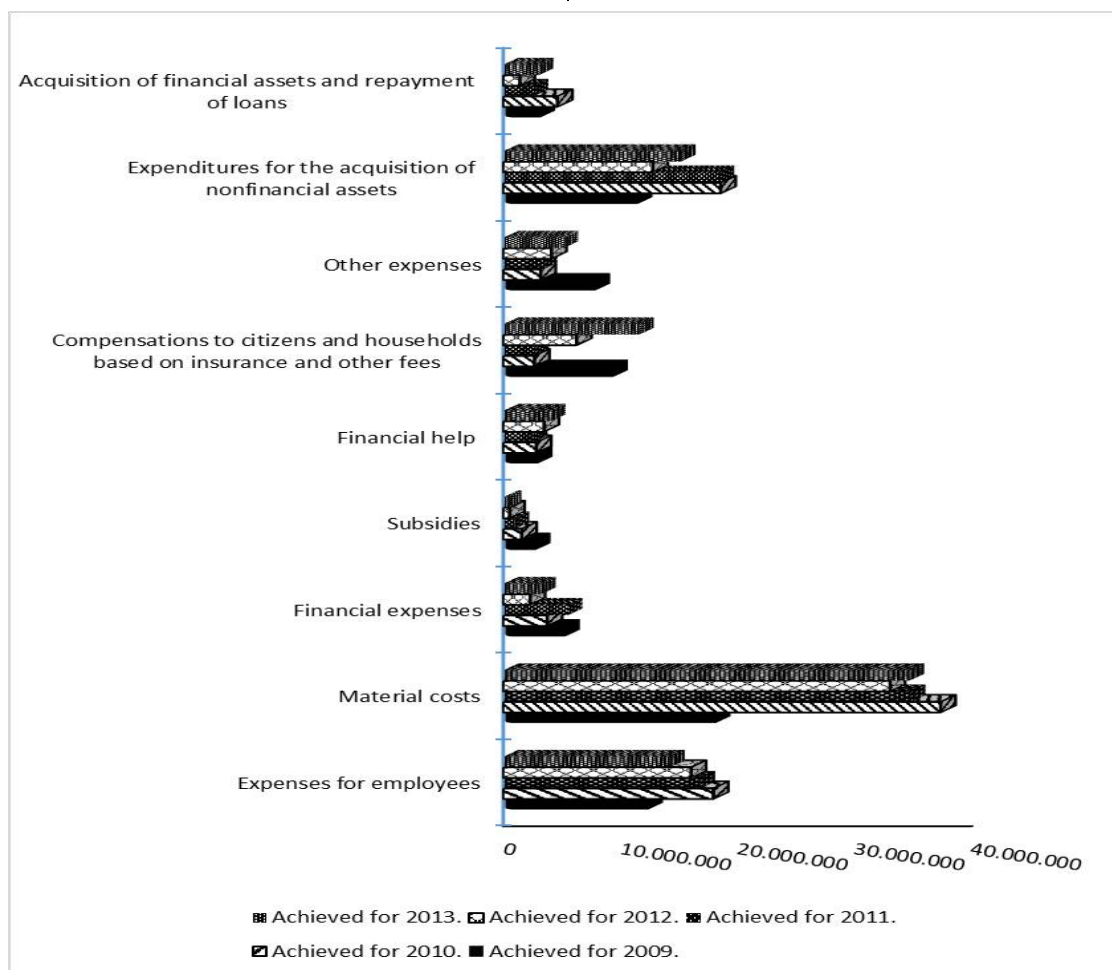 Acquisition of financial assets and repayment
of loans
Expenditures for the acquisition of
nonfinancial assets
Other expenses
Compensations to citizens and households
based on insurance and other fees
Financial help
Subsidies
Financial expenses
Material costs
Expenses for employees
0 10.000.000 20.000.000 30.000.000 40.000.000
Achieved for 2013. Achieved for 2012. Achieved for 2011.
Achieved for 2010. Achieved for 2009.